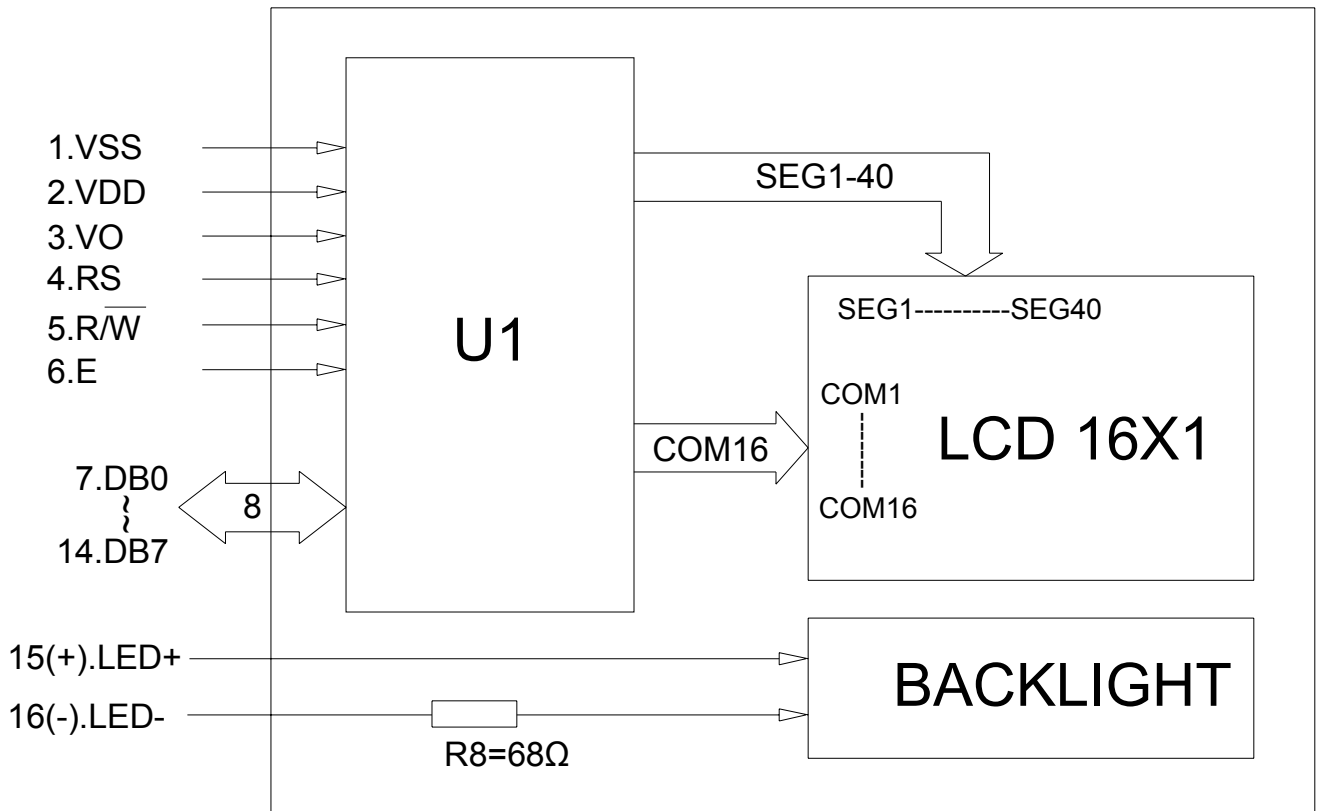 1.VSS
2.VDD
3.VO
4.RS
5.R/W̅
6.E
7.DB0
~
~
14.DB7
8
15(+).LED+
16(-).LED-
R8=68Ω
U1
SEG1-40
COM16
SEG1----------SEG40
COM1
COM16
LCD 16X1
BACKLIGHT